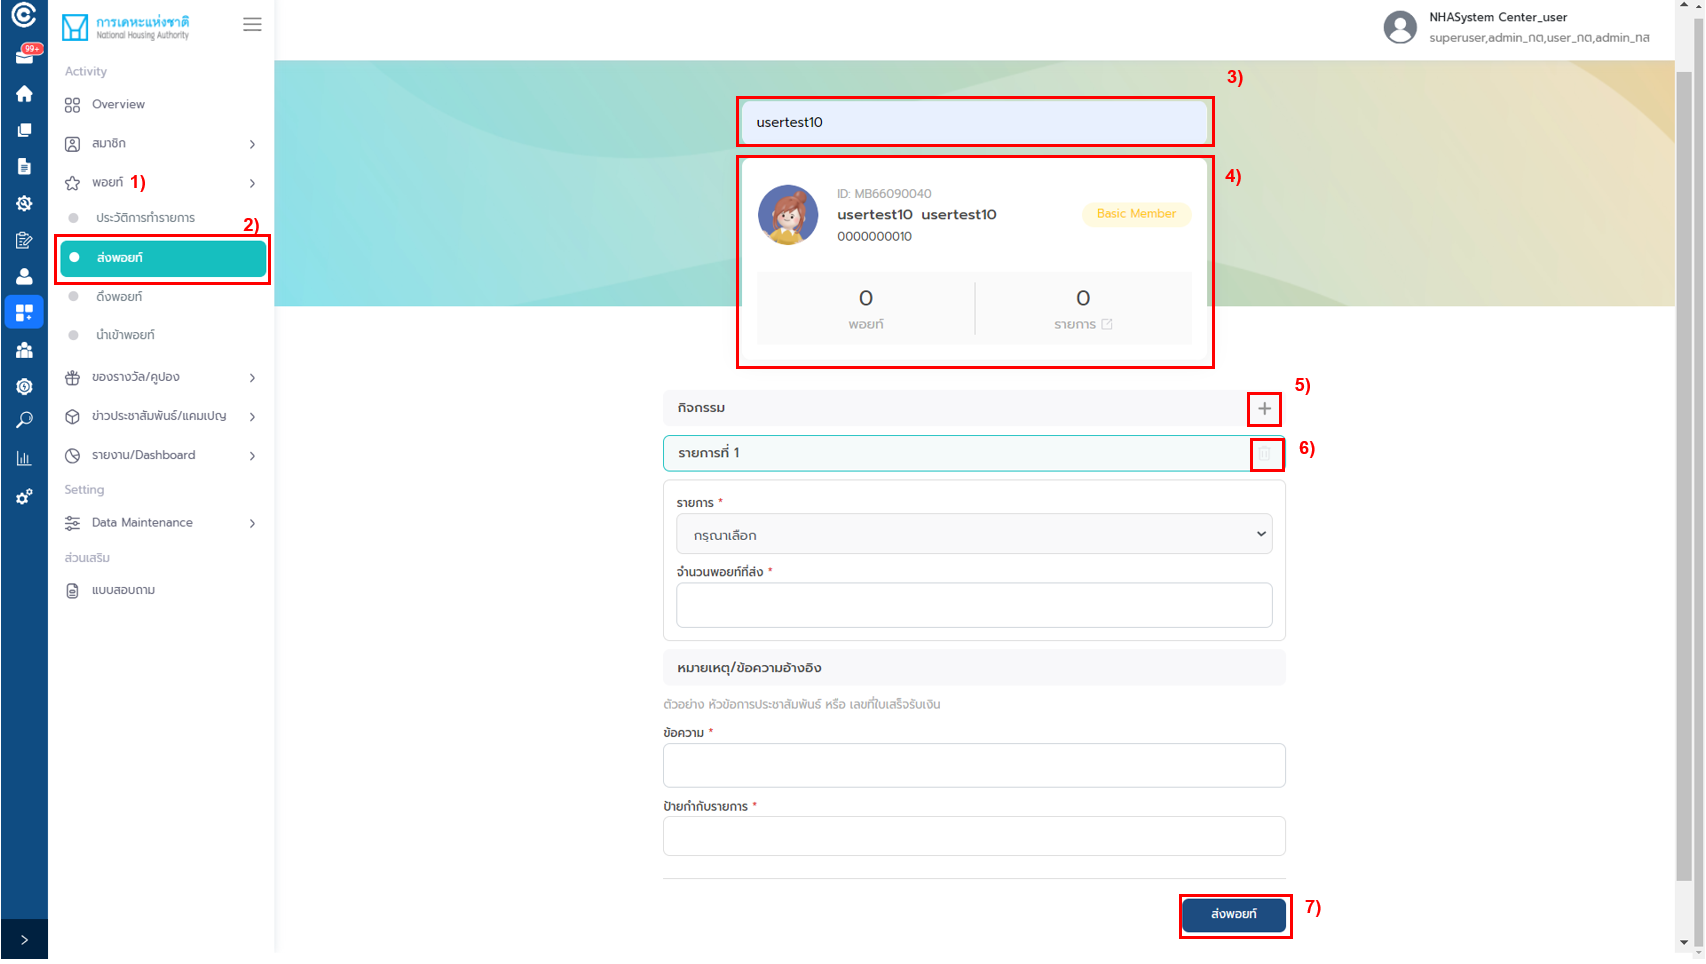 99+
การเคหะแห่งชาติ
National Housing Authority
Activity
Overview
สมาชิก
พอยท์ 1)
ประวัติการทำรายการ
2)
ส่งพอยท์
ดึงพอยท์
นำเข้าพอยท์
ของรางวัล/คูปอง
ข่าวประชาสัมพันธ์/แคมเปญ
รายงาน/Dashboard
Setting
Data Maintenance
ส่วนเสริม
แบบสอบถาม
NHASystem Center_user
superuser,admin_กต,user_กต,admin_กส
3)
usertest10
4)
ID: MB66090040
usertest10 usertest10
Basic Member
0000000010
0
พอยท์
0
รายการ
5)
กิจกรรม
6)
รายการที่ 1
รายการ *
กรุณาเลือก
จำนวนพอยท์ที่ส่ง *
หมายเหตุ/ข้อความอ้างอิง
ตัวอย่าง หัวข้อการประชาสัมพันธ์ หรือ เลขที่ใบเสร็จรับเงิน
ข้อความ *
ป้ายกำกับรายการ *
ส่งพอยท์
7)